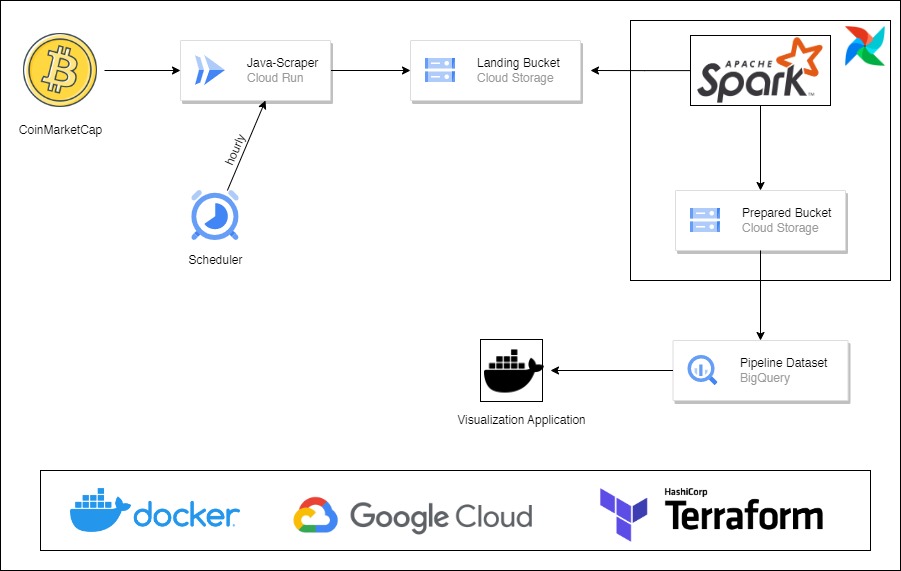 CoinMarketCap
Java-Scraper
Cloud Run
Landing Bucket
Cloud Storage
APACHE
Spark™
hourly
Scheduler
Prepared Bucket
Cloud Storage
Pipeline Dataset
BigQuery
Visualization Application
docker
Google Cloud
HashiCorp
Terraform